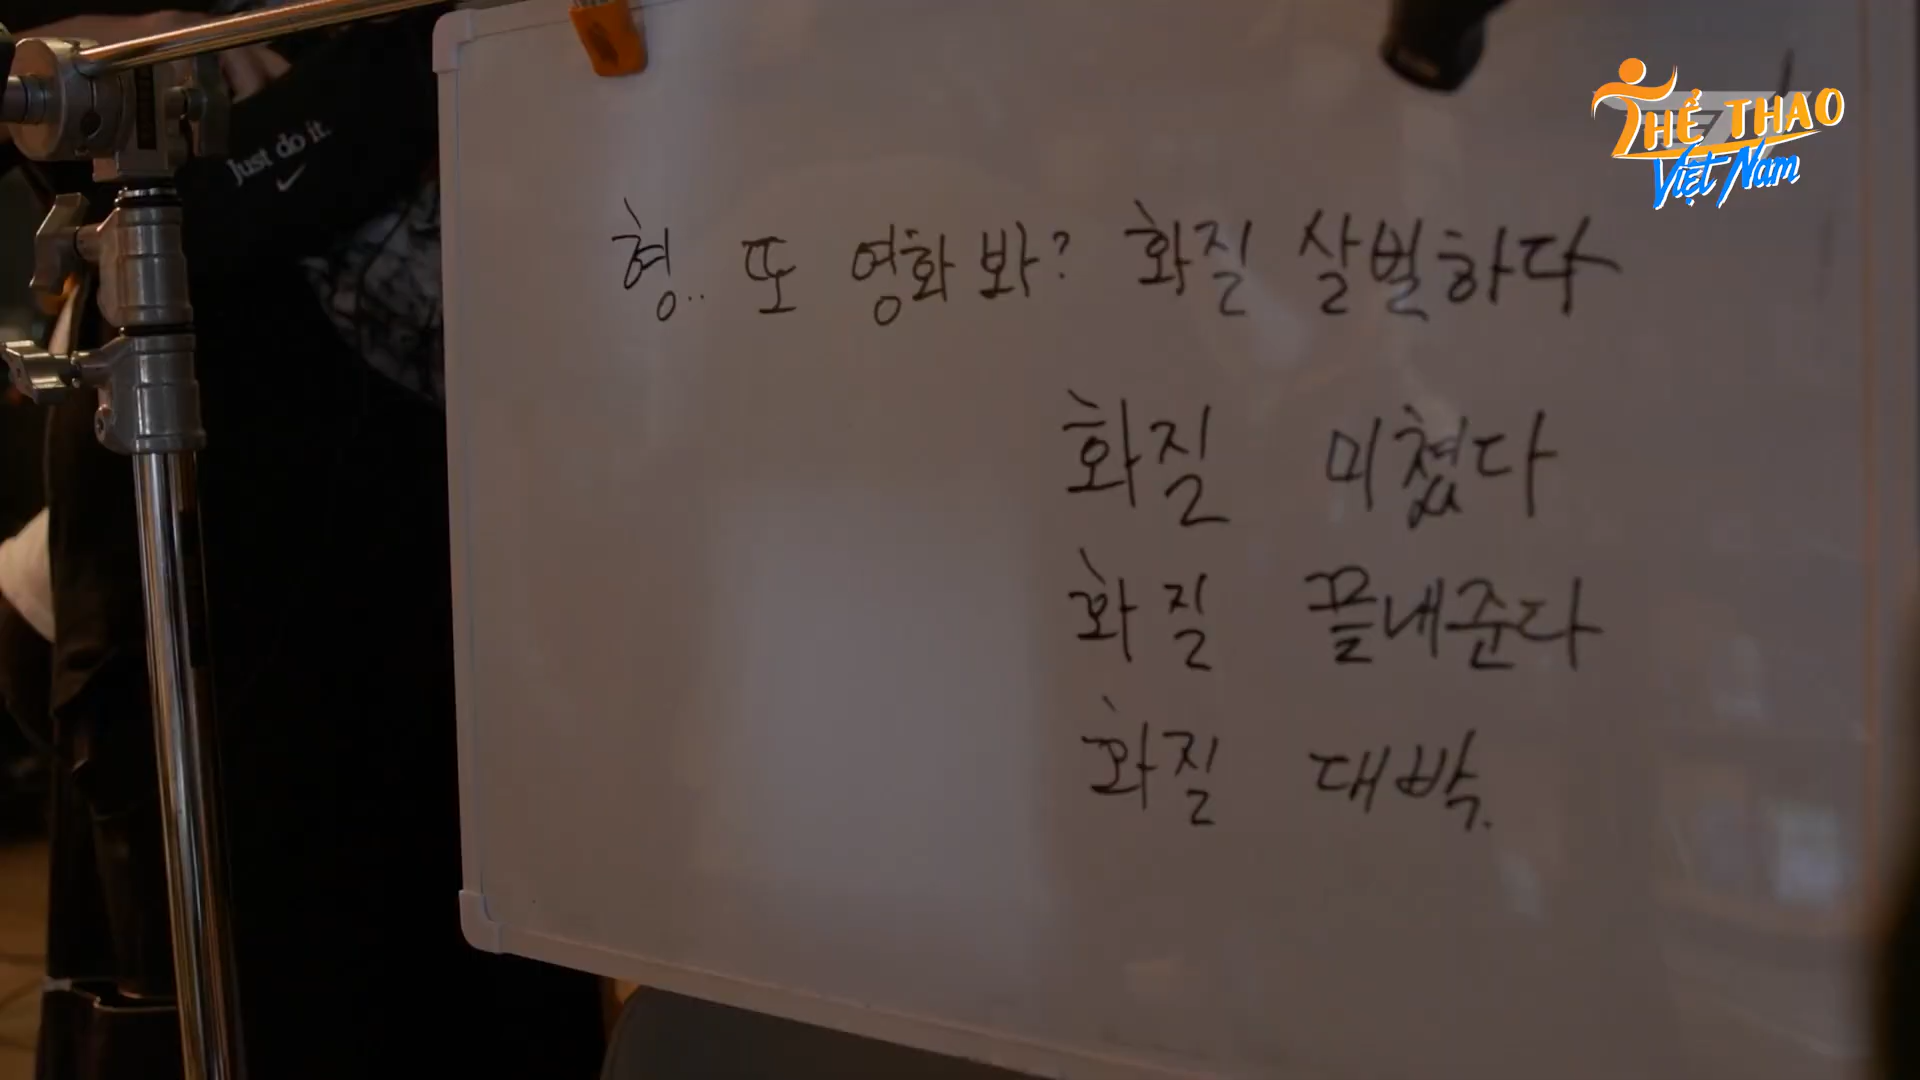 Just do it.
THỂ THAO
Việt Nam
형.. 또 영화 봐? 화질 살벌하다
화질 미쳤다
화질 끝내준다
화질 대박.